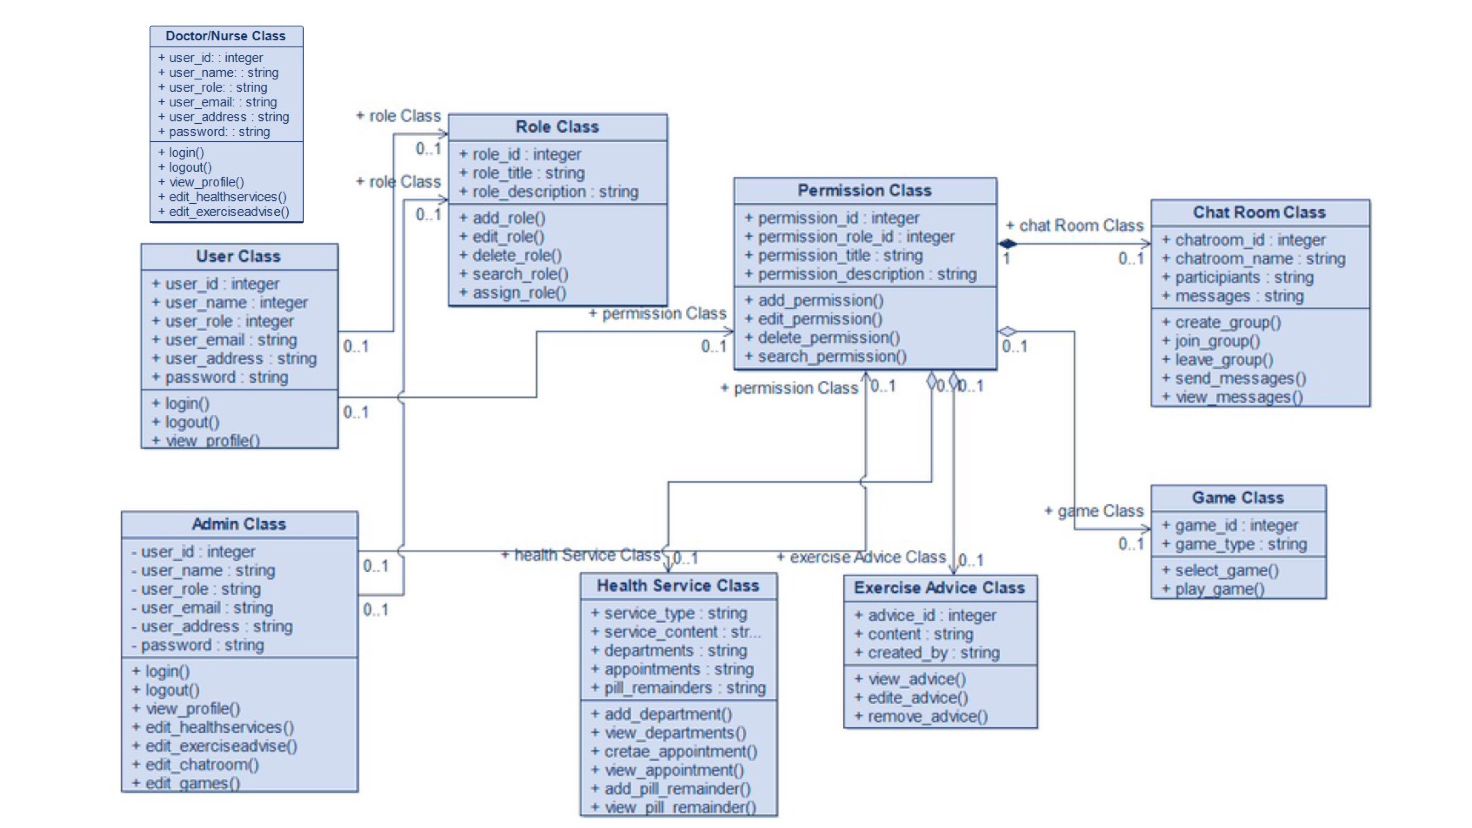 Doctor/Nurse Class
+ user_id: : integer
+ user_name: : string
+ user_role: : string
+ user_email: : string
+ user_address : string
+ password: : string
+ login()
+ logout()
+ view_profile()
+ edit_healthservices()
+ edit_exerciseadvise()
User Class
+ user_id : integer
+ user_name : integer
+ user_role : integer
+ user_email : string
+ user_address : string
+ password : string
+ login()
+ logout()
+ view_profile()
0..1
0..1
Admin Class
- user_id : integer
- user_name : string
- user_role : string
- user_email : string
- user_address : string
- password : string
+ login()
+ logout()
+ view_profile()
+ edit_healthservices()
+ edit_exerciseadvise()
+ edit_chatroom()
+ edit_games()
0..1
0..1
+ role Class
0..1
+ role Class
0..1
Role Class
+ role_id : integer
+ role_title : string
+ role_description : string
+ add_role()
+ edit_role()
+ delete_role()
+ search_role()
+ assign_role()
+ permission Class
0..1
Permission Class
+ permission_id : integer
+ permission_role_id : integer
+ permission_title : string
+ permission_description : string
+ add_permission()
+ edit_permission()
+ delete_permission()
+ search_permission()
+ permission Class
0..1
0..1
0..1
1
+ chat Room Class
0..1
Chat Room Class
+ chatroom_id : integer
+ chatroom_name : string
+ participiants : string
+ messages : string
+ create_group()
+ join_group()
+ leave_group()
+ send_messages()
+ view_messages()
0..1
+ game Class
0..1
Game Class
+ game_id : integer
+ game_type : string
+ select_game()
+ play_game()
+ health Service Class
0..1
Health Service Class
+ service_type : string
+ service_content : str...
+ departments : string
+ appointments : string
+ pill_remainders : string
+ add_department()
+ view_departments()
+ cretae_appointment()
+ view_appointment()
+ add_pill_remainder()
+ view_pill_remainder()
+ exercise Advice Class
0..1
Exercise Advice Class
+ advice_id : integer
+ content : string
+ created_by : string
+ view_advice()
+ edite_advice()
+ remove_advice()